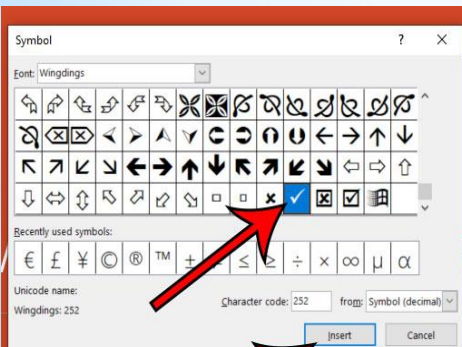 Symbol ? ×
Font: Wingdings
Recently used symbols:
€ £ ¥ © ® ™ ± ≤ ≥ ÷ × ∞ µ α
Unicode name:
Wingdings: 252
Character code: 252 from: Symbol (decimal)
Insert Cancel